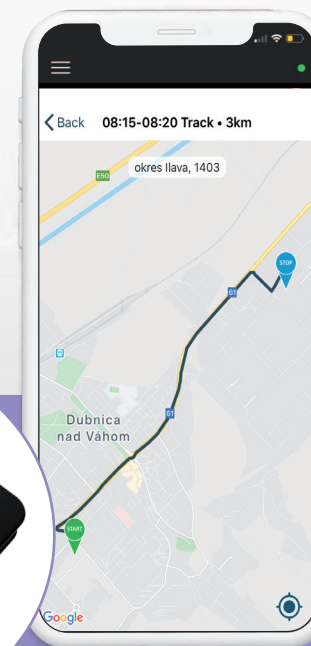 Back
08:15-08:20 Track • 3km
E50
okres Ilava, 1403
STOP
61
61
Dubnica
nad Váhom
START
Google